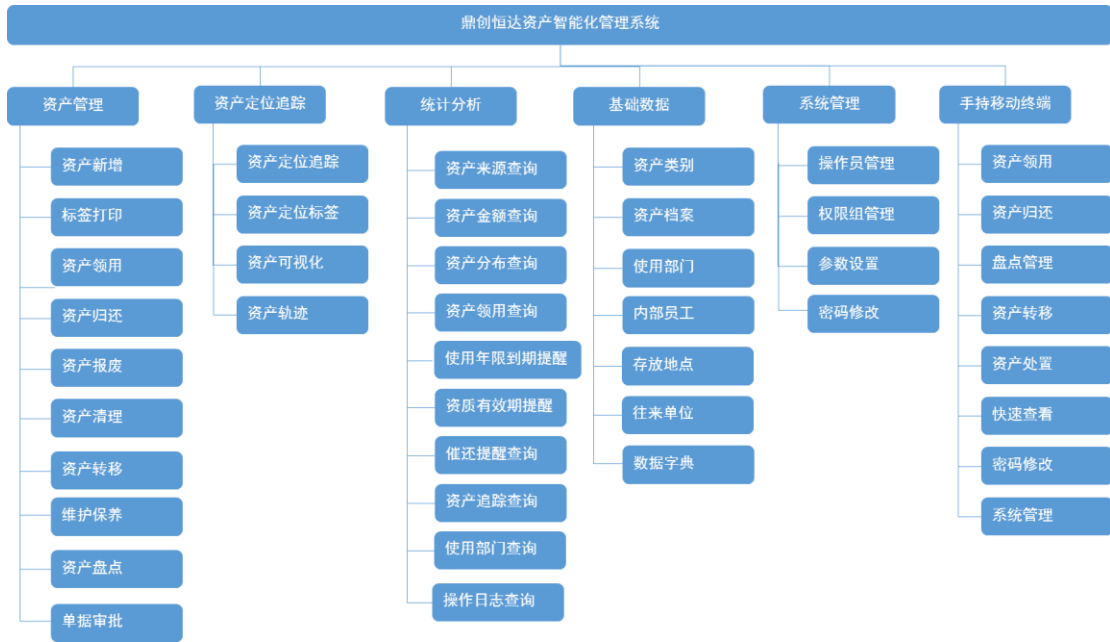 鼎创恒达资产智能化管理系统
资产管理
资产新增
标签打印
资产领用
资产归还
资产报废
资产清理
资产转移
维护保养
资产盘点
单据审批
资产定位追踪
资产定位追踪
资产定位标签
资产可视化
资产轨迹
统计分析
资产来源查询
资产金额查询
资产分布查询
资产领用查询
使用年限到期提醒
资质有效期提醒
催还提醒查询
资产追踪查询
使用部门查询
操作日志查询
基础数据
资产类别
资产档案
使用部门
内部员工
存放地点
往来单位
数据字典
系统管理
操作员管理
权限组管理
参数设置
密码修改
手持移动终端
资产领用
资产归还
盘点管理
资产转移
资产处置
快速查看
密码修改
系统管理